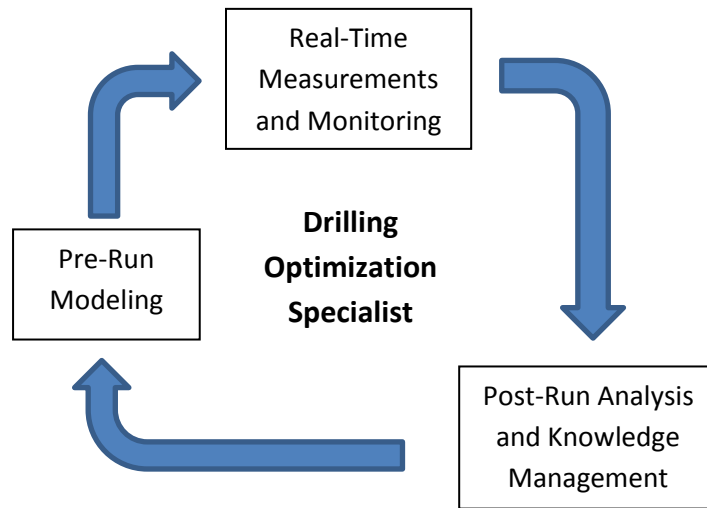 Real-Time
Measurements
and Monitoring
Drilling
Optimization
Specialist
Pre-Run
Modeling
Post-Run Analysis
and Knowledge
Management